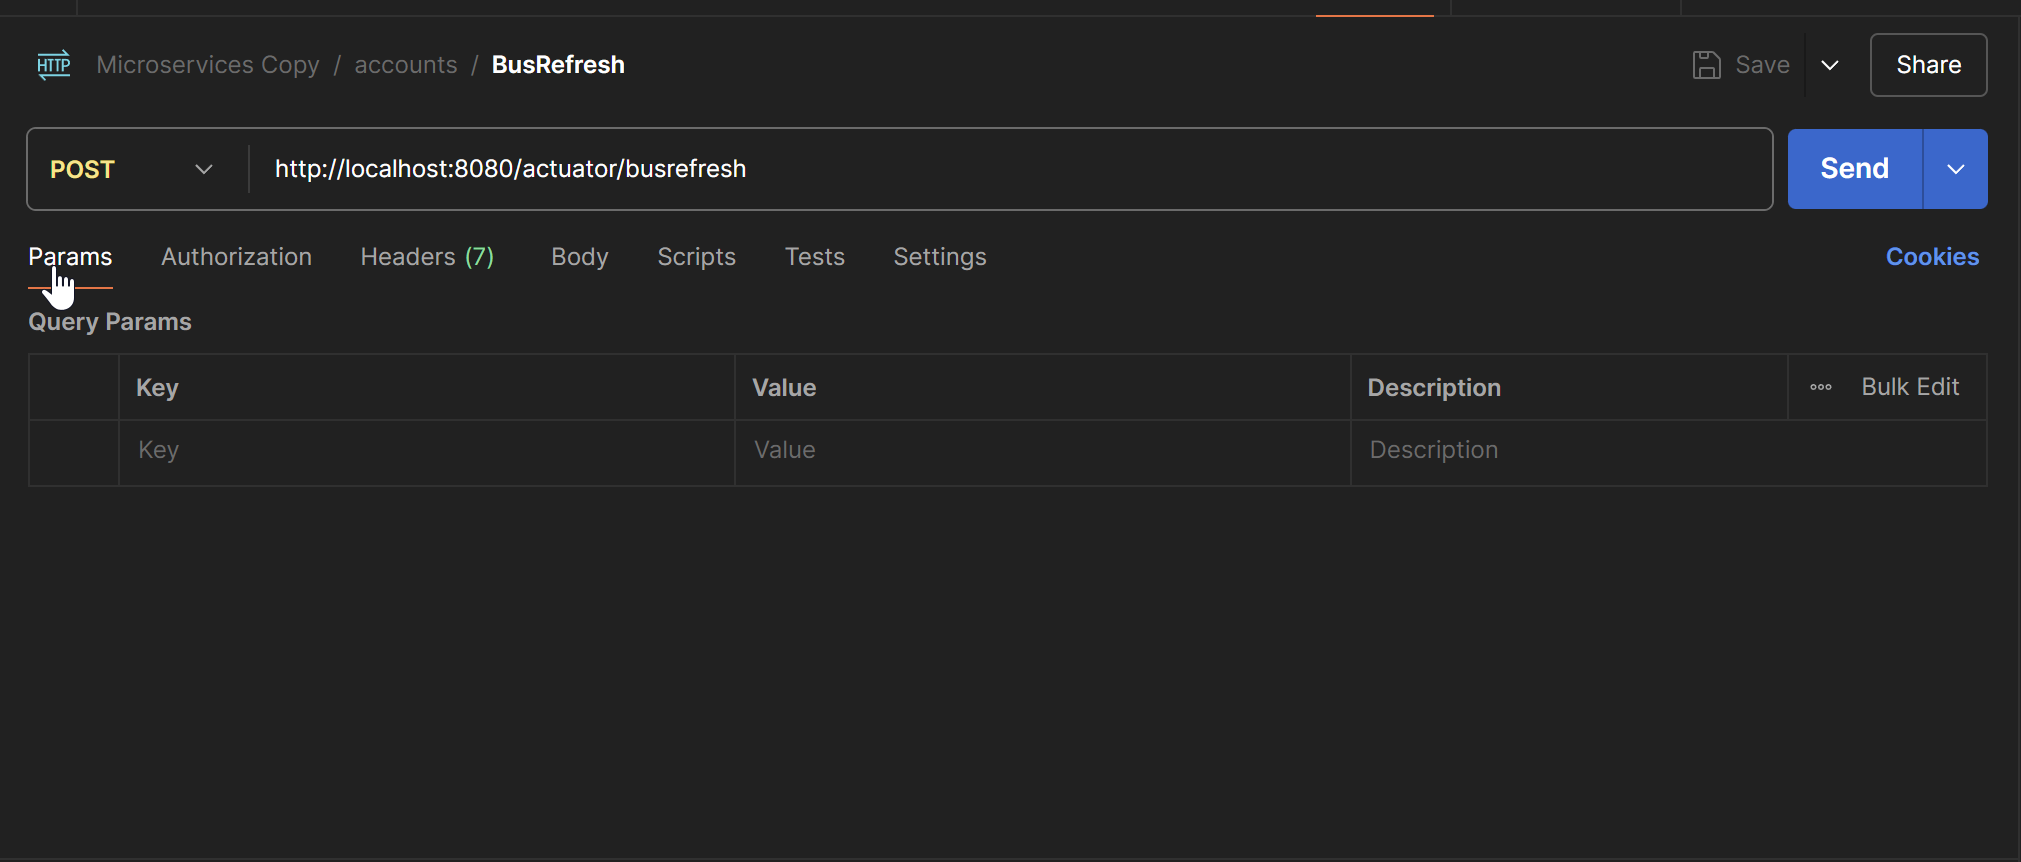 HTTP Microservices Copy / accounts / BusRefresh Save Share
POST http://localhost:8080/actuator/busrefresh Send
Params Authorization Headers (7) Body Scripts Tests Settings Cookies
Query Params
Key Value Description Bulk Edit
Key Value Description